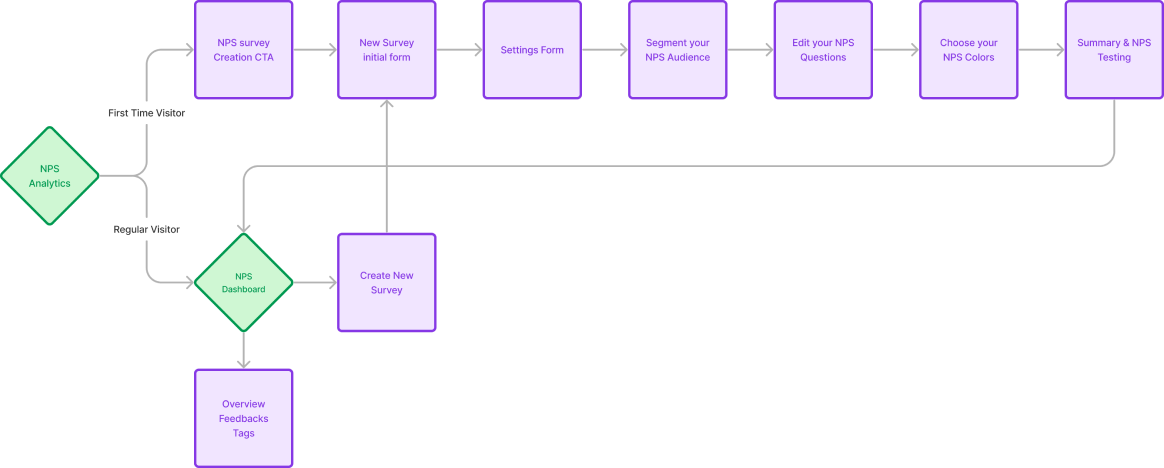 NPS survey
Creation CTA
New Survey
initial form
Settings Form
Segment your
NPS Audience
Edit your NPS
Questions
Choose your
NPS Colors
Summary & NPS
Testing
First Time Visitor
NPS
Analytics
Regular Visitor
NPS
Dashboard
Create New
Survey
Overview
Feedbacks
Tags